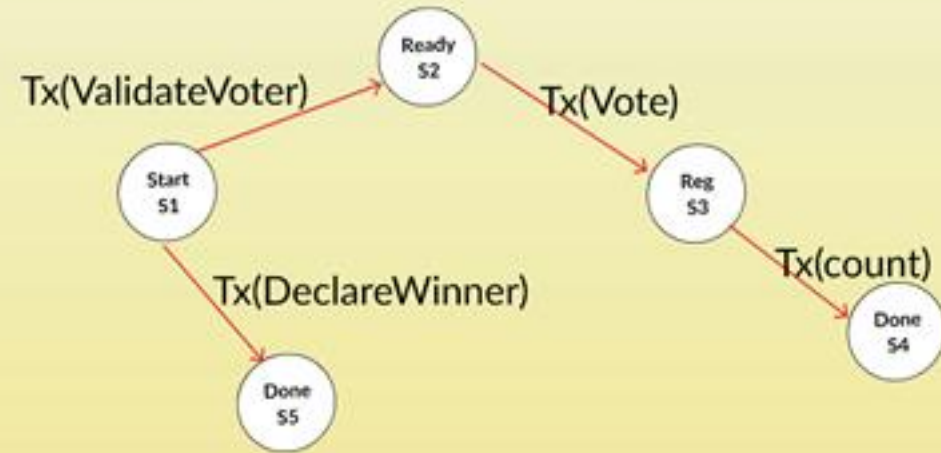 Ready
S2
Tx(ValidateVoter)
Tx(Vote)
Start
S1
Reg
S3
Tx(DeclareWinner)
Tx(count)
Done
S4
Done
S5